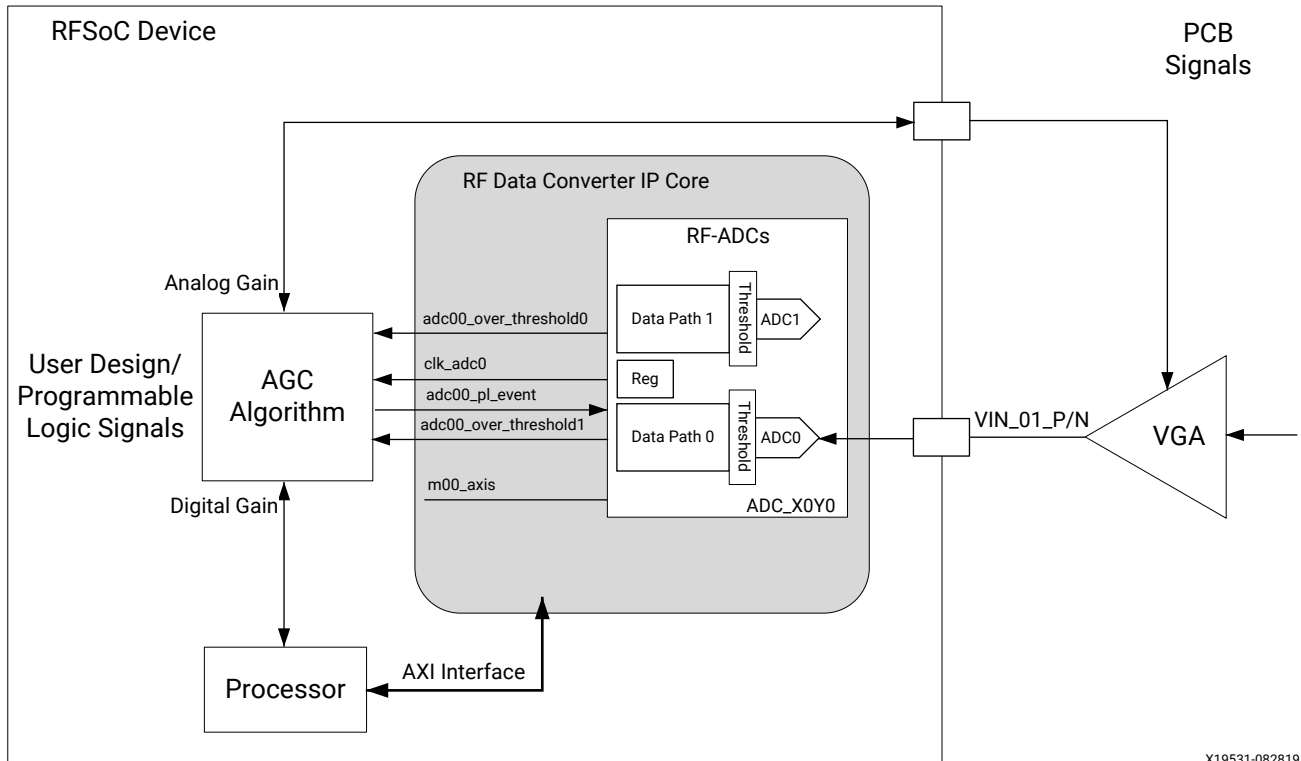 RFSoC Device
PCB
Signals
RF Data Converter IP Core
RF-ADCs
Analog Gain
adc00_over_threshold0
Data Path 1
Threshold
ADC1
User Design/
Programmable
Logic Signals
AGC
Algorithm
clk_adc0
Reg
adc00_pl_event
adc00_over_threshold1
Data Path 0
Threshold
ADC0
VIN_01_P/N
VGA
m00_axis
ADC_X0Y0
Digital Gain
AXI Interface
Processor
X19531-082819